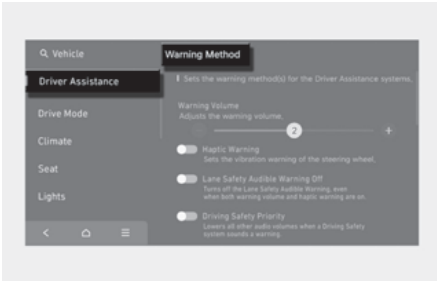 Vehicle
Warning Method
Driver Assistance
Sets the warning method(s) for the Driver Assistance systems.
Drive Mode
Warning Volume
Adjusts the warning volume.
2
Climate
Haptic Warning
Sets the vibration warning of the steering wheel.
Seat
Lane Safety Audible Warning Off
Turns off the Lane Safety Audible Warning, even
when both warning volume and haptic warning are on.
Lights
Driving Safety Priority
Lowers all other audio volumes when a Driving Safety
system sounds a warning.